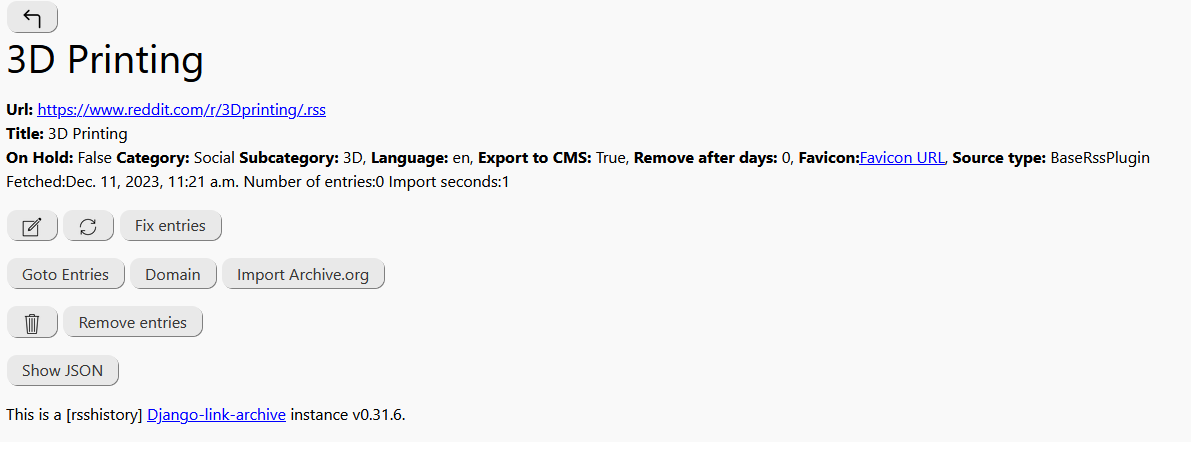 3D Printing
Url: https://www.reddit.com/r/3Dprinting/.rss
Title: 3D Printing
On Hold: False Category: Social Subcategory: 3D, Language: en, Export to CMS: True, Remove after days: 0, Favicon:Favicon URL, Source type: BaseRssPlugin
Fetched:Dec. 11, 2023, 11:21 a.m. Number of entries:0 Import seconds:1
Fix entries
Goto Entries Domain Import Archive.org
Remove entries
Show JSON
This is a [rsshistory] Django-link-archive instance v0.31.6.